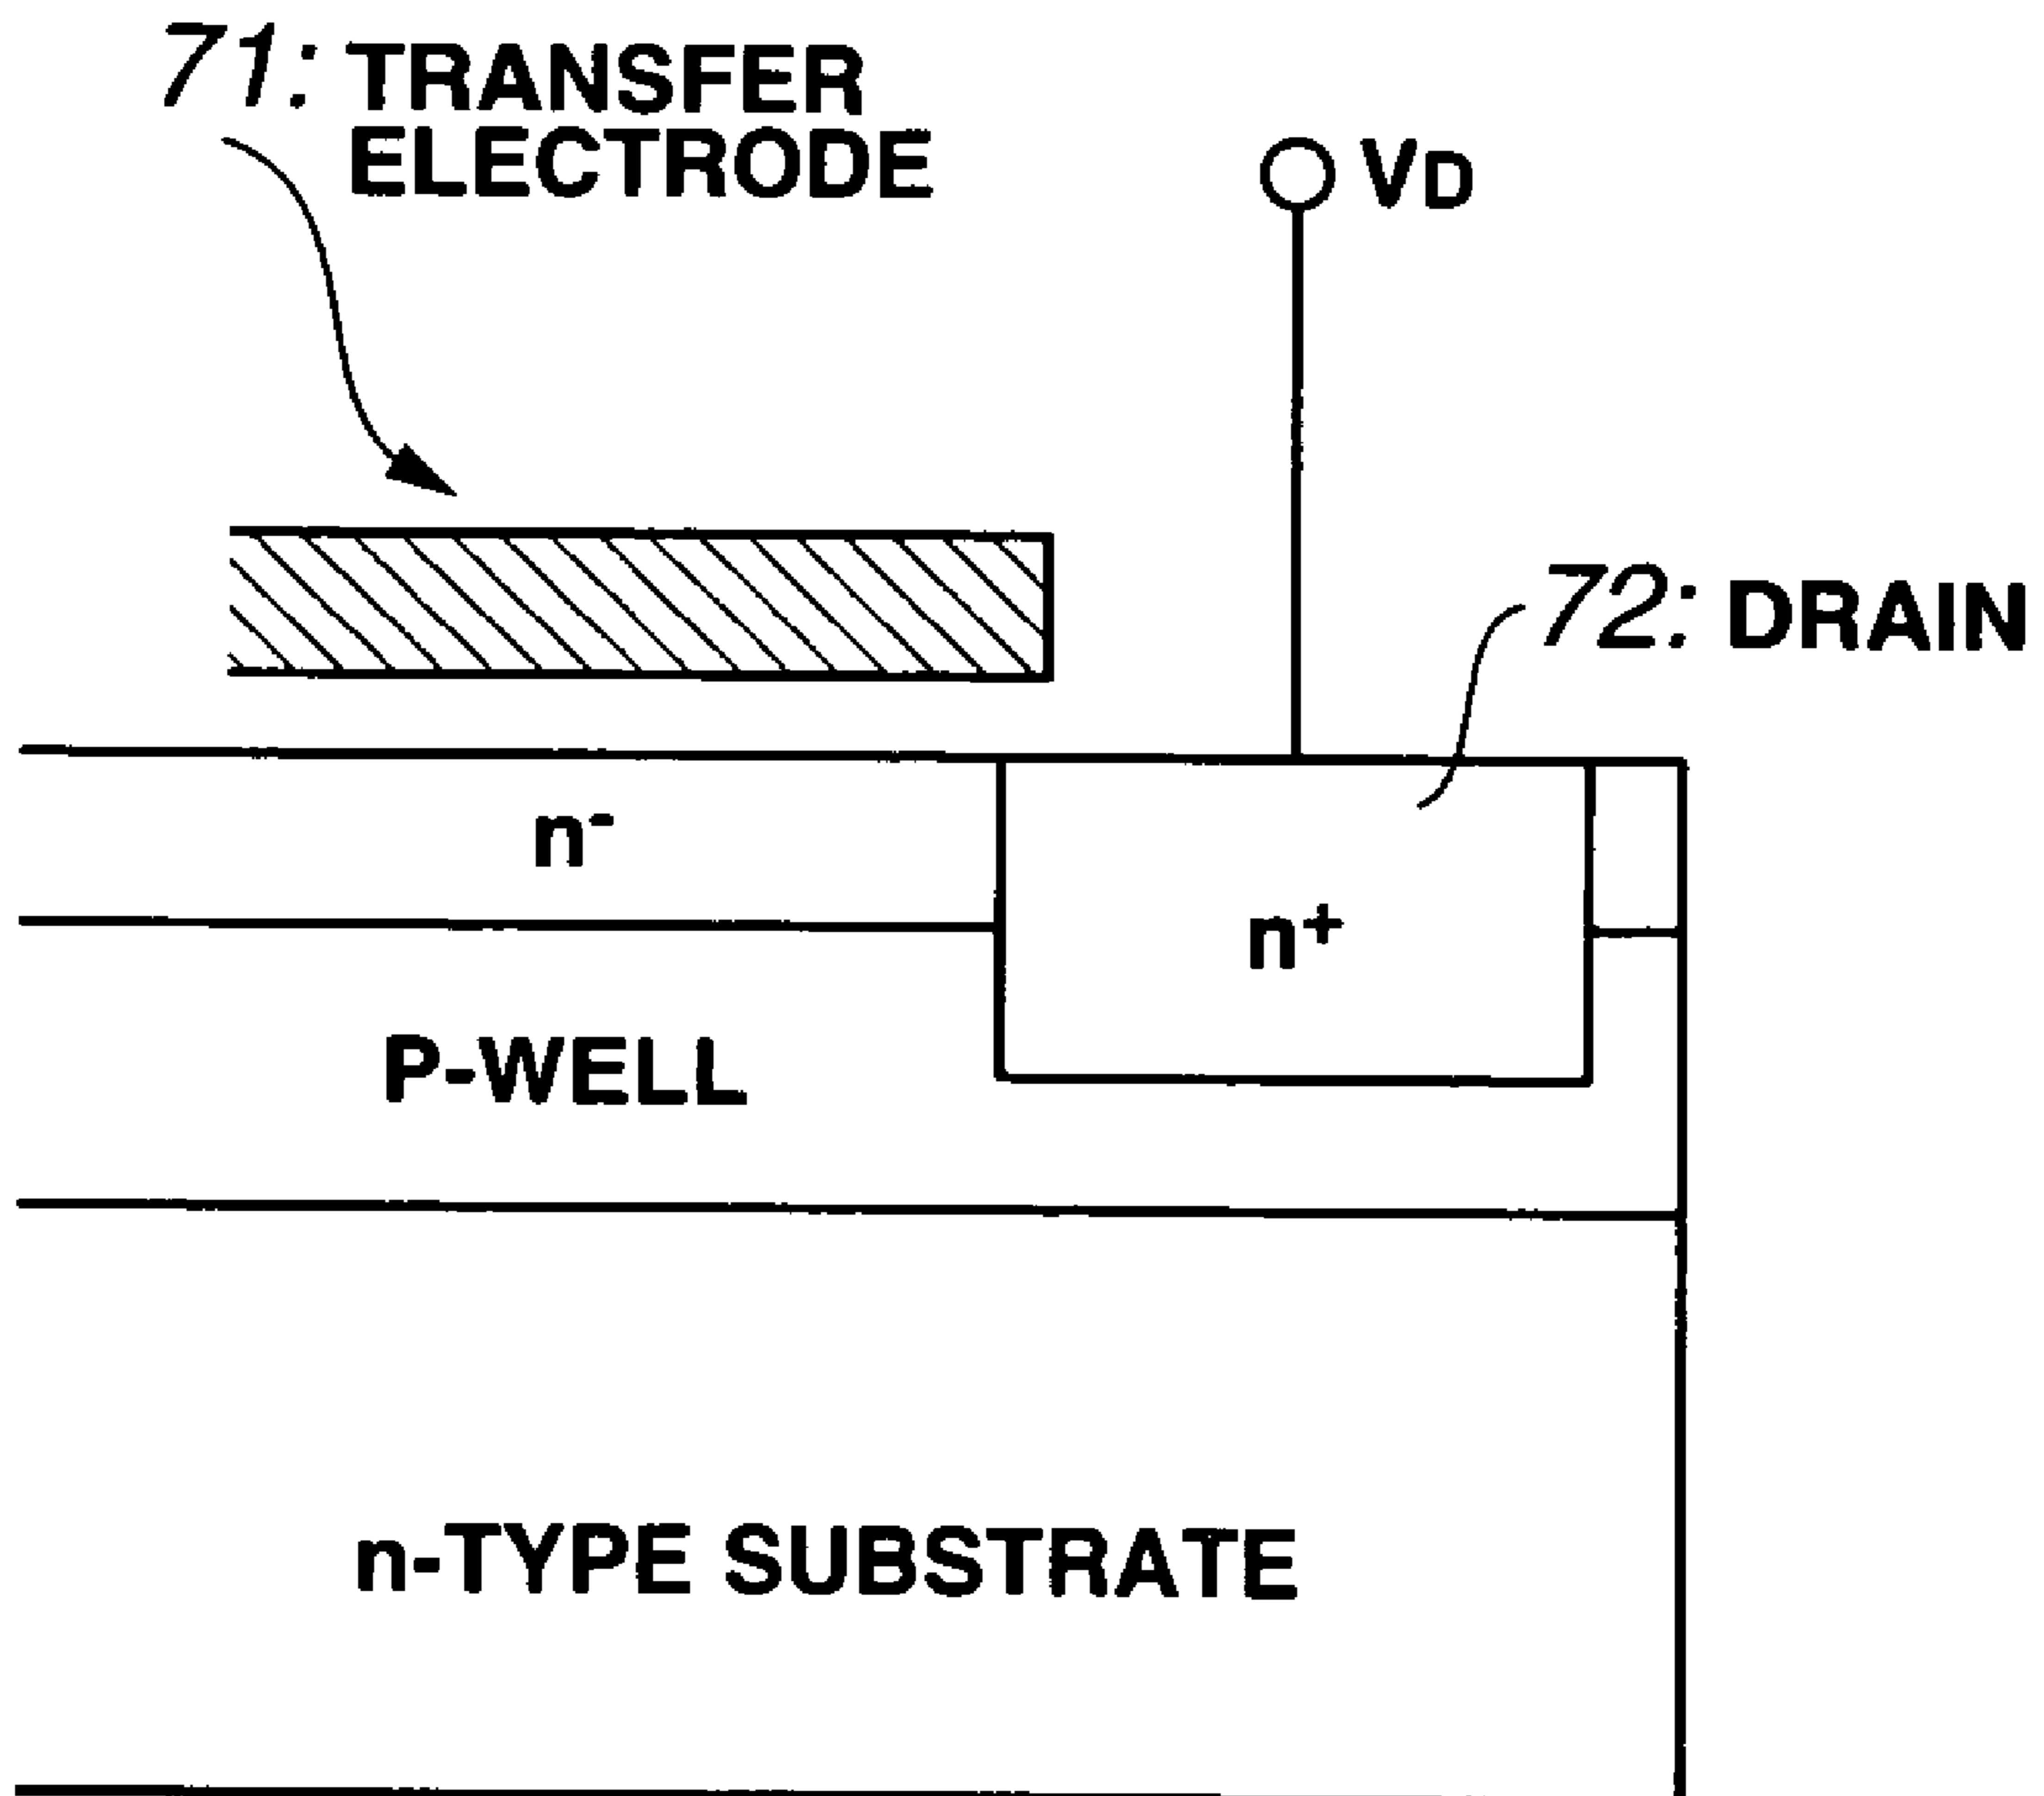 71: TRANSFER
ELECTRODE
VD
72: DRAIN
n-
n+
P-WELL
n-TYPE SUBSTRATE